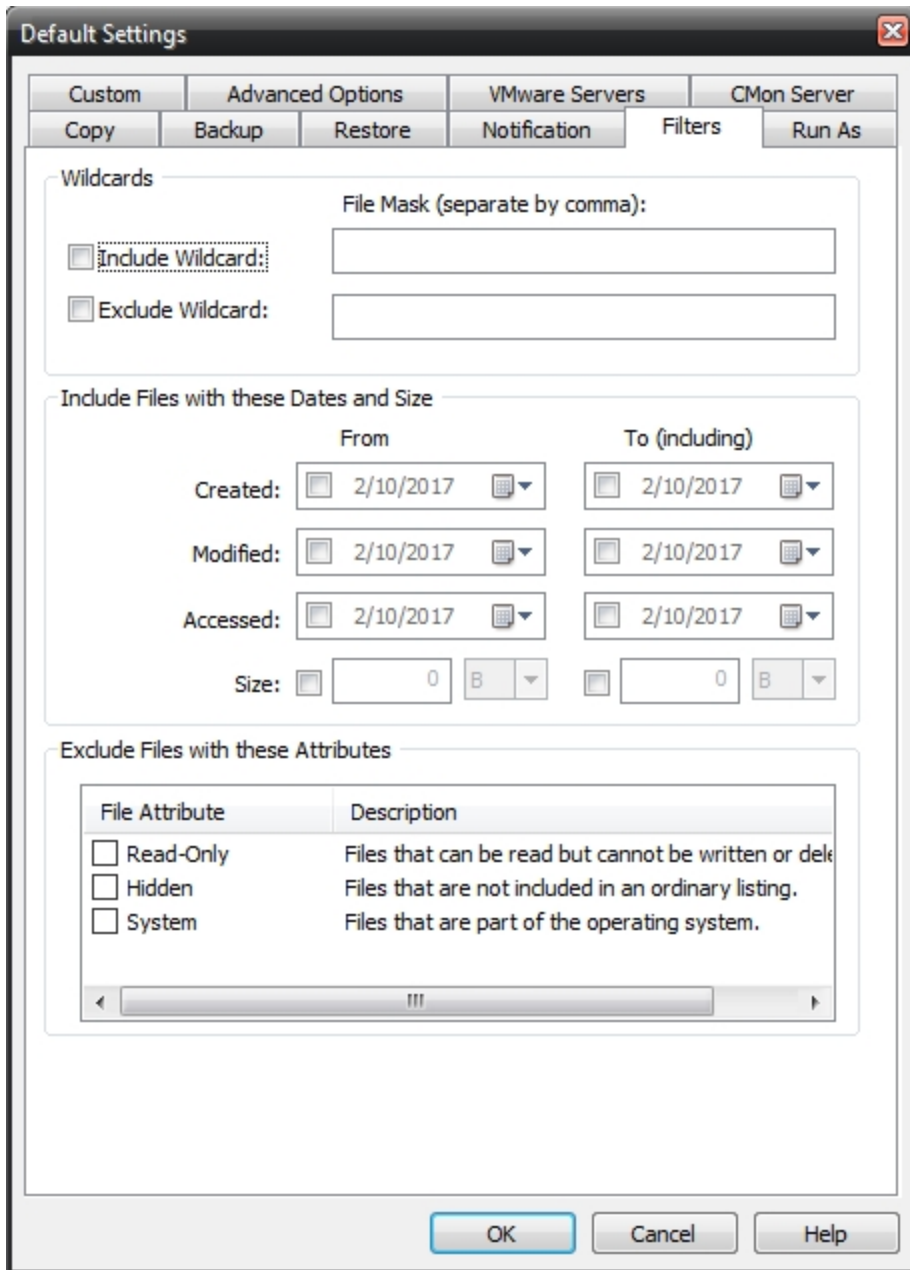 Default Settings
Custom Advanced Options VMware Servers CMon Server
Copy Backup Restore Notification Filters Run As
Wildcards
File Mask (separate by comma):
Include Wildcard:
Exclude Wildcard:
Include Files with these Dates and Size
From To (including)
Created: 2/10/2017 2/10/2017
Modified: 2/10/2017 2/10/2017
Accessed: 2/10/2017 2/10/2017
Size: 0 B 0 B
Exclude Files with these Attributes
File Attribute Description
Read-Only Files that can be read but cannot be written or dele
Hidden Files that are not included in an ordinary listing.
System Files that are part of the operating system.
OK Cancel Help